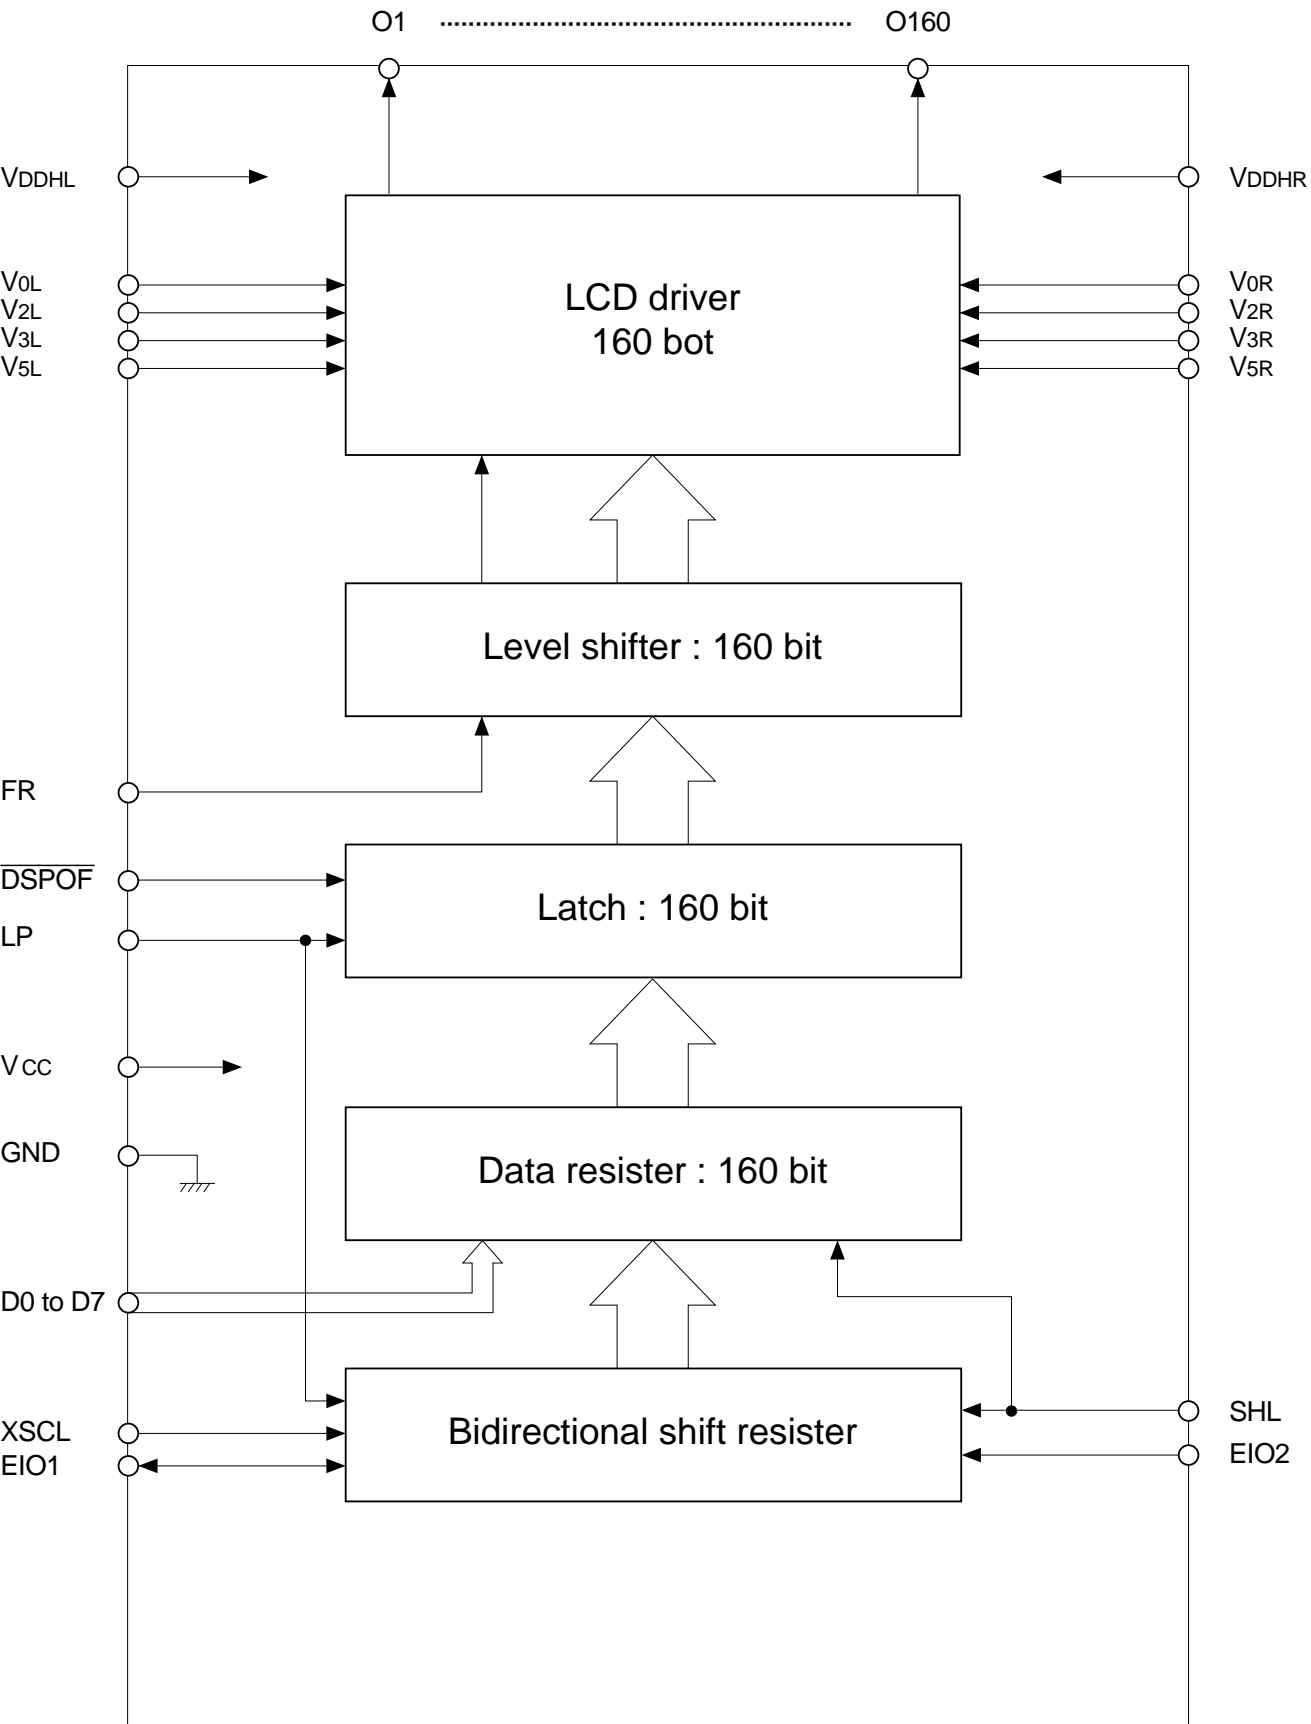 O1 ................................................... O160
VDDHL VDDHR
V0L V0R
V2L V2R
V3L V3R
V5L V5R
LCD driver
160 bot
Level shifter : 160 bit
FR
DSPOF
Latch : 160 bit
LP
VCC
GND
Data resister : 160 bit
D0 to D7
SHL
XSCL
Bidirectional shift resister
EIO1 EIO2